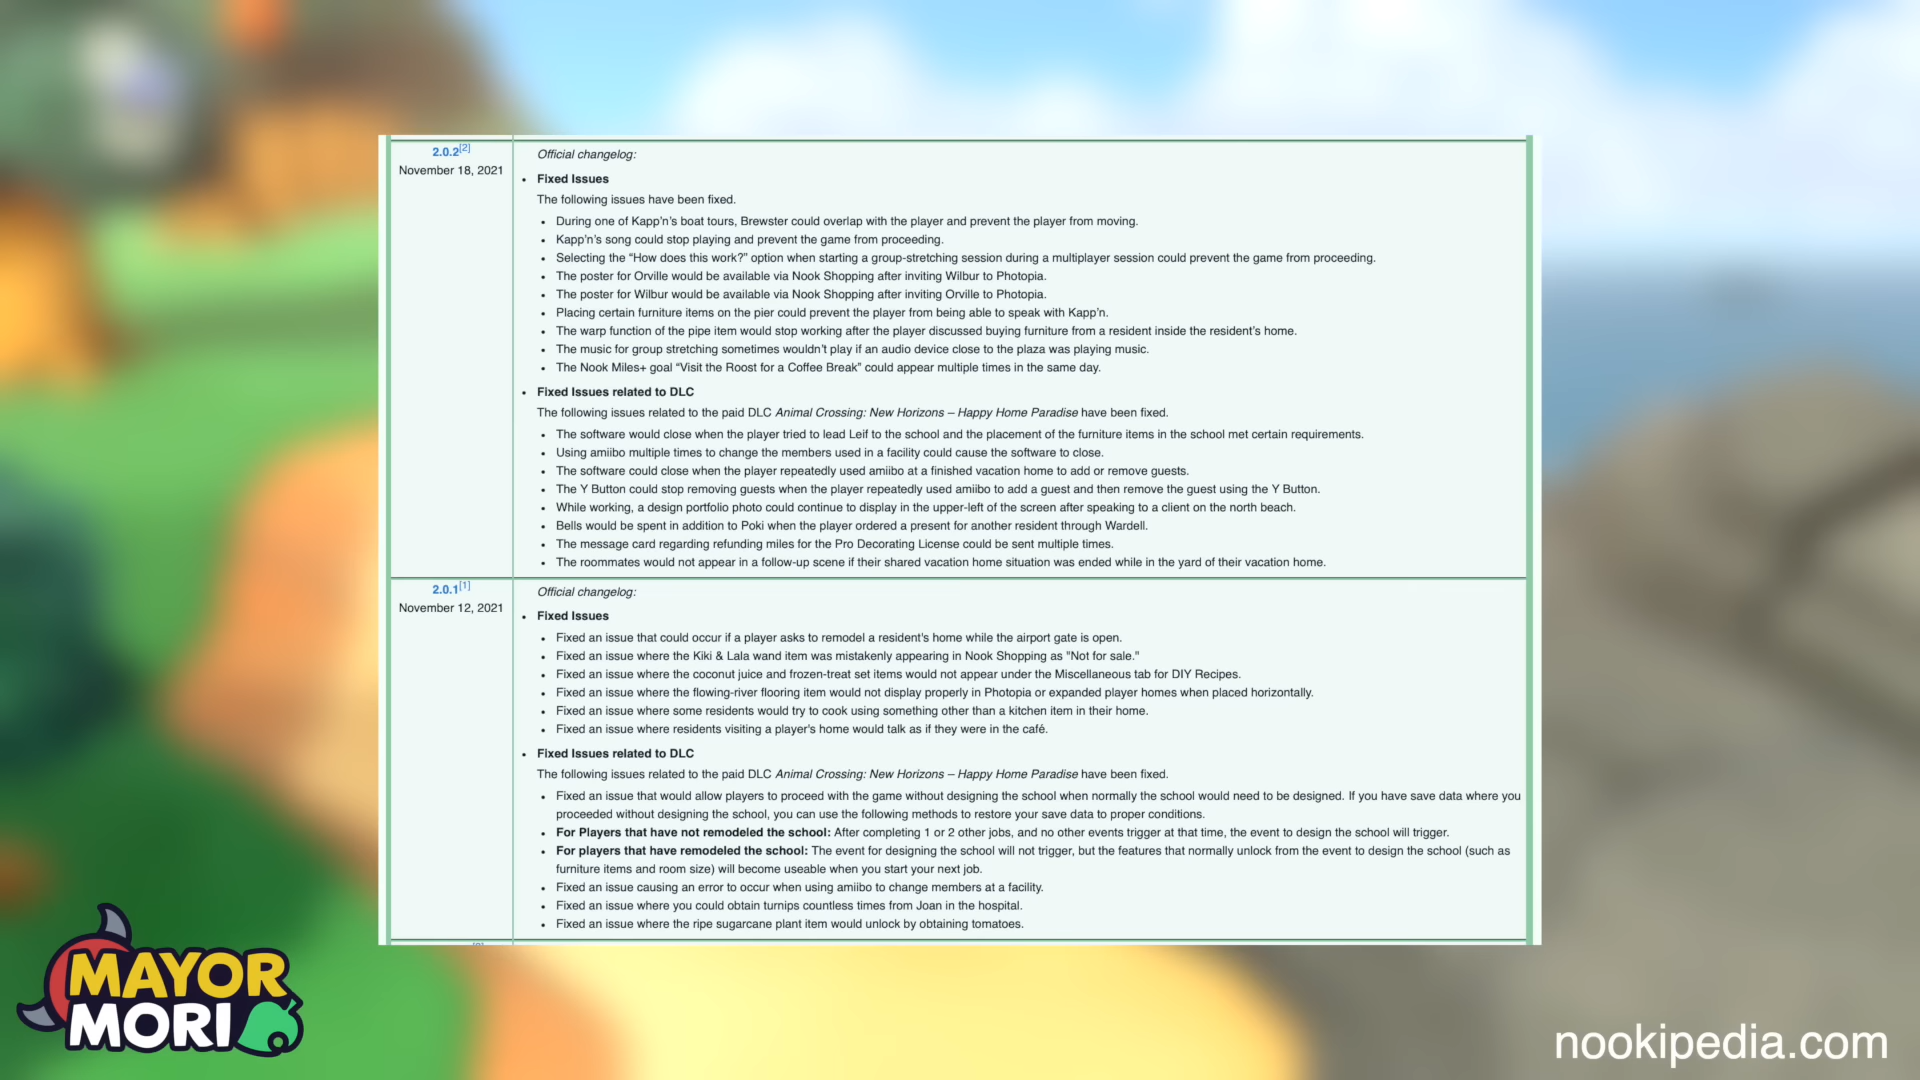 2.0.2[2]
November 18, 2021
Official changelog:
• Fixed Issues
The following issues have been fixed.
• During one of Kapp’n’s boat tours, Brewster could overlap with the player and prevent the player from moving.
• Kapp’n’s song could stop playing and prevent the game from proceeding.
• Selecting the “How does this work?” option when starting a group-stretching session during a multiplayer session could prevent the game from proceeding.
• The poster for Orville would be available via Nook Shopping after inviting Wilbur to Photopia.
• The poster for Wilbur would be available via Nook Shopping after inviting Orville to Photopia.
• Placing certain furniture items on the pier could prevent the player from being able to speak with Kapp’n.
• The warp function of the pipe item would stop working after the player discussed buying furniture from a resident inside the resident’s home.
• The music for group stretching sometimes wouldn’t play if an audio device close to the plaza was playing music.
• The Nook Miles+ goal “Visit the Roost for a Coffee Break” could appear multiple times in the same day.
• Fixed Issues related to DLC
The following issues related to the paid DLC Animal Crossing: New Horizons – Happy Home Paradise have been fixed.
• The software would close when the player tried to lead Leif to the school and the placement of the furniture items in the school met certain requirements.
• Using amiibo multiple times to change the members used in a facility could cause the software to close.
• The software could close when the player repeatedly used amiibo at a finished vacation home to add or remove guests.
• The Y Button could stop removing guests when the player repeatedly used amiibo to add a guest and then remove the guest using the Y Button.
• While working, a design portfolio photo could continue to display in the upper-left of the screen after speaking to a client on the north beach.
• Bells would be spent in addition to Poki when the player ordered a present for another resident through Wardell.
• The message card regarding refunding miles for the Pro Decorating License could be sent multiple times.
• The roommates would not appear in a follow-up scene if their shared vacation home situation was ended while in the yard of their vacation home.
2.0.1[1]
November 12, 2021
Official changelog:
• Fixed Issues
• Fixed an issue that could occur if a player asks to remodel a resident's home while the airport gate is open.
• Fixed an issue where the Kiki & Lala wand item was mistakenly appearing in Nook Shopping as "Not for sale."
• Fixed an issue where the coconut juice and frozen-treat set items would not appear under the Miscellaneous tab for DIY Recipes.
• Fixed an issue where the flowing-river flooring item would not display properly in Photopia or expanded player homes when placed horizontally.
• Fixed an issue where some residents would try to cook using something other than a kitchen item in their home.
• Fixed an issue where residents visiting a player's home would talk as if they were in the café.
• Fixed Issues related to DLC
The following issues related to the paid DLC Animal Crossing: New Horizons – Happy Home Paradise have been fixed.
• Fixed an issue that would allow players to proceed with the game without designing the school when normally the school would need to be designed. If you have save data where you
proceeded without designing the school, you can use the following methods to restore your save data to proper conditions.
• For Players that have not remodeled the school: After completing 1 or 2 other jobs, and no other events trigger at that time, the event to design the school will trigger.
• For players that have remodeled the school: The event for designing the school will not trigger, but the features that normally unlock from the event to design the school (such as
furniture items and room size) will become useable when you start your next job.
• Fixed an issue causing an error to occur when using amiibo to change members at a facility.
• Fixed an issue where you could obtain turnips countless times from Joan in the hospital.
• Fixed an issue where the ripe sugarcane plant item would unlock by obtaining tomatoes.
MAYOR
MORI
nookipedia.com